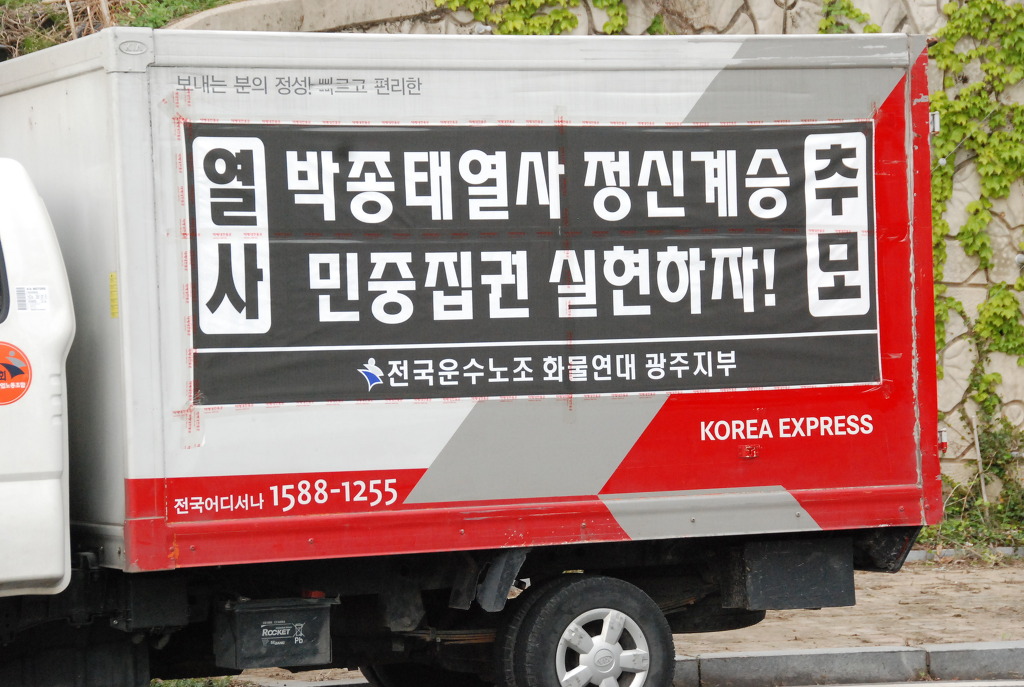 보내는 분의 정성! 빠르고 편리한
열사
박종태열사 정신계승
민중집권 실현하자!
추모
전국운수노조 화물연대 광주지부
KOREA EXPRESS
전국어디서나 1588-1255
ROCKET
Pb